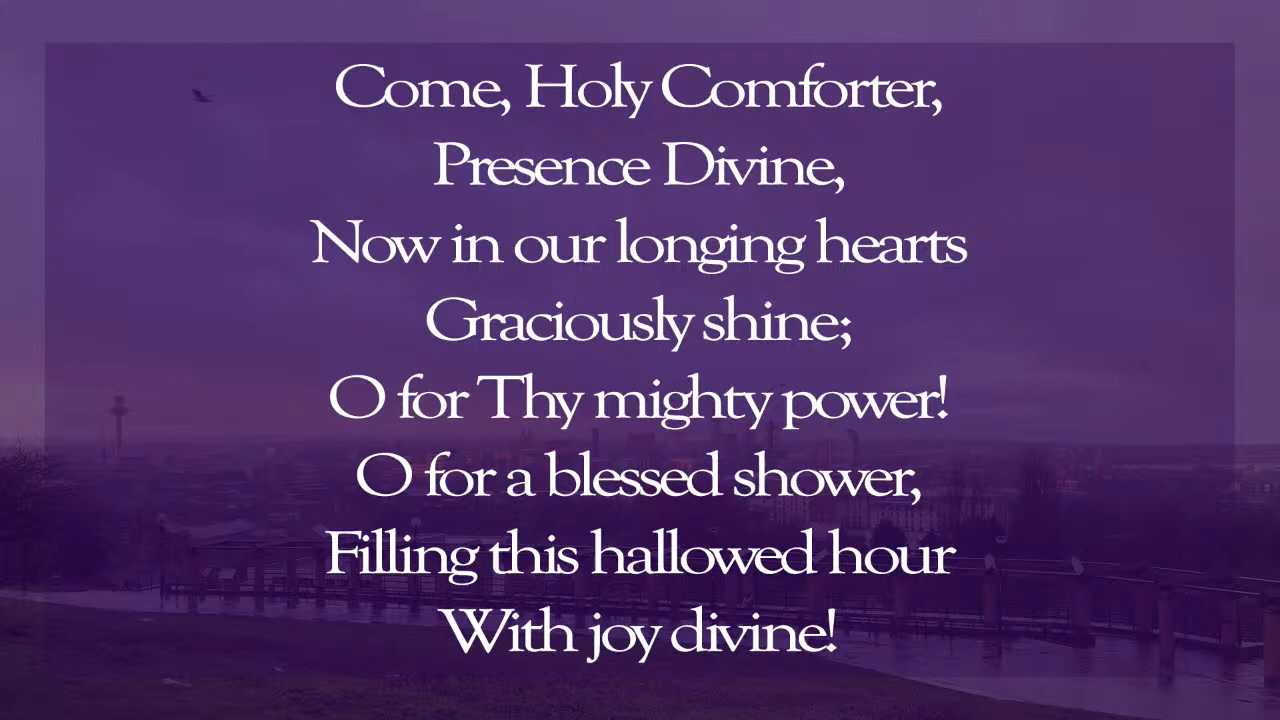 Come, Holy Comforter,
Presence Divine,
Now in our longing hearts
Graciously shine;
O for Thy mighty power!
O for a blessed shower,
Filling this hallowed hour
With joy divine!